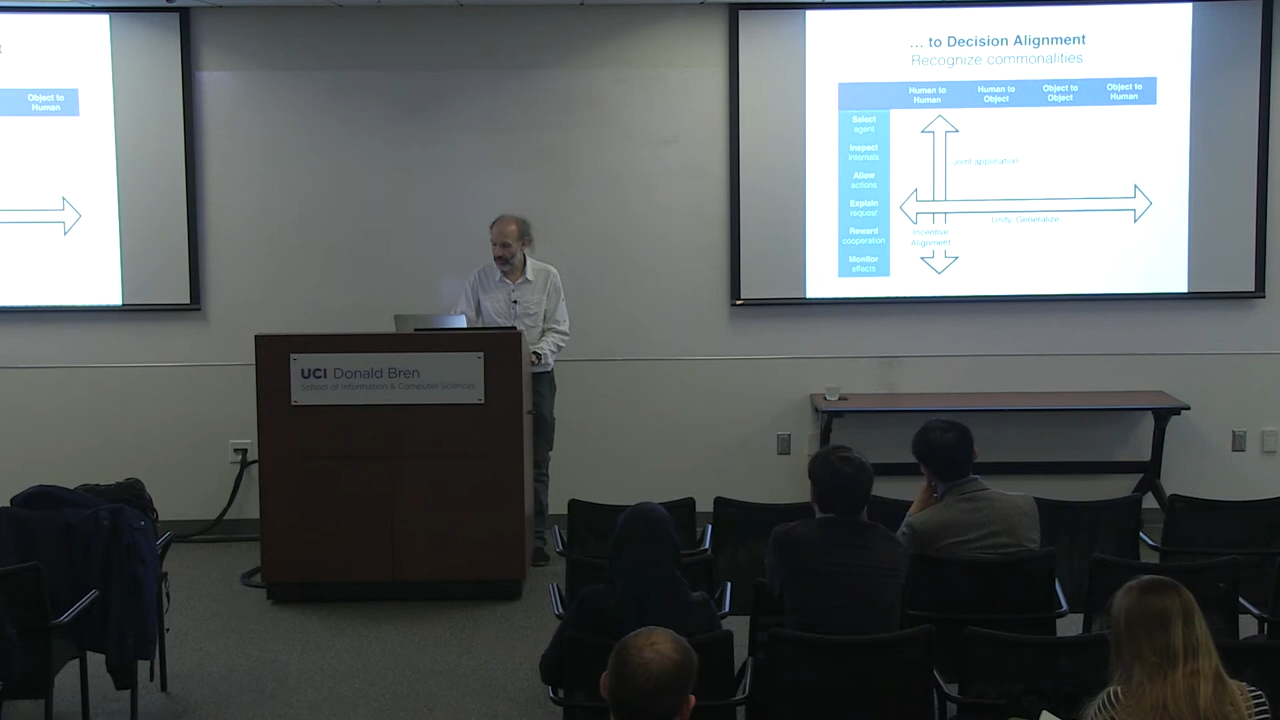 Object to
Human
... to Decision Alignment
Recognize commonalities
Human to
Human
Human to
Object
Object to
Object
Object to
Human
Select
agent
Inspect
internals
Allow
actions
Explain
request
Reward
cooperation
Monitor
effects
Joint application
Unify, Generalize
Incentive
Alignment
UCI Donald Bren
School of Information & Computer Sciences